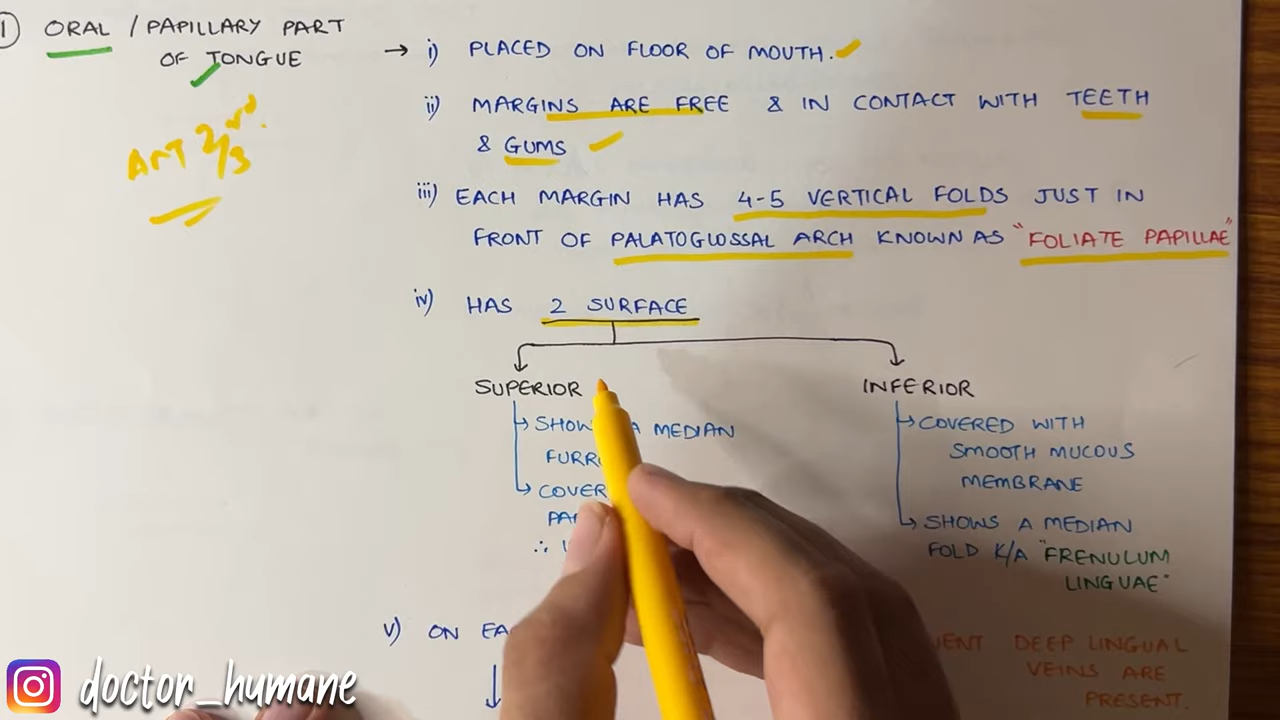 1 ORAL / PAPILLARY PART
OF TONGUE
ANT 2/3rd.
→ i) PLACED ON FLOOR OF MOUTH.
ii) MARGINS ARE FREE & IN CONTACT WITH TEETH
& GUMS
iii) EACH MARGIN HAS 4-5 VERTICAL FOLDS JUST IN
FRONT OF PALATOGLOSSAL ARCH KNOWN AS "FOLIATE PAPILLAE"
iv) HAS 2 SURFACE
SUPERIOR
A MEDIAN
INFERIOR
COVERED WITH
SMOOTH MUCOUS
MEMBRANE
SHOWS A MEDIAN
FOLD K/A "FRENULUM
LINGUAE"
v) ON
DEEP LINGUAL
VEINS ARE
PRESENT.
doctor_humane